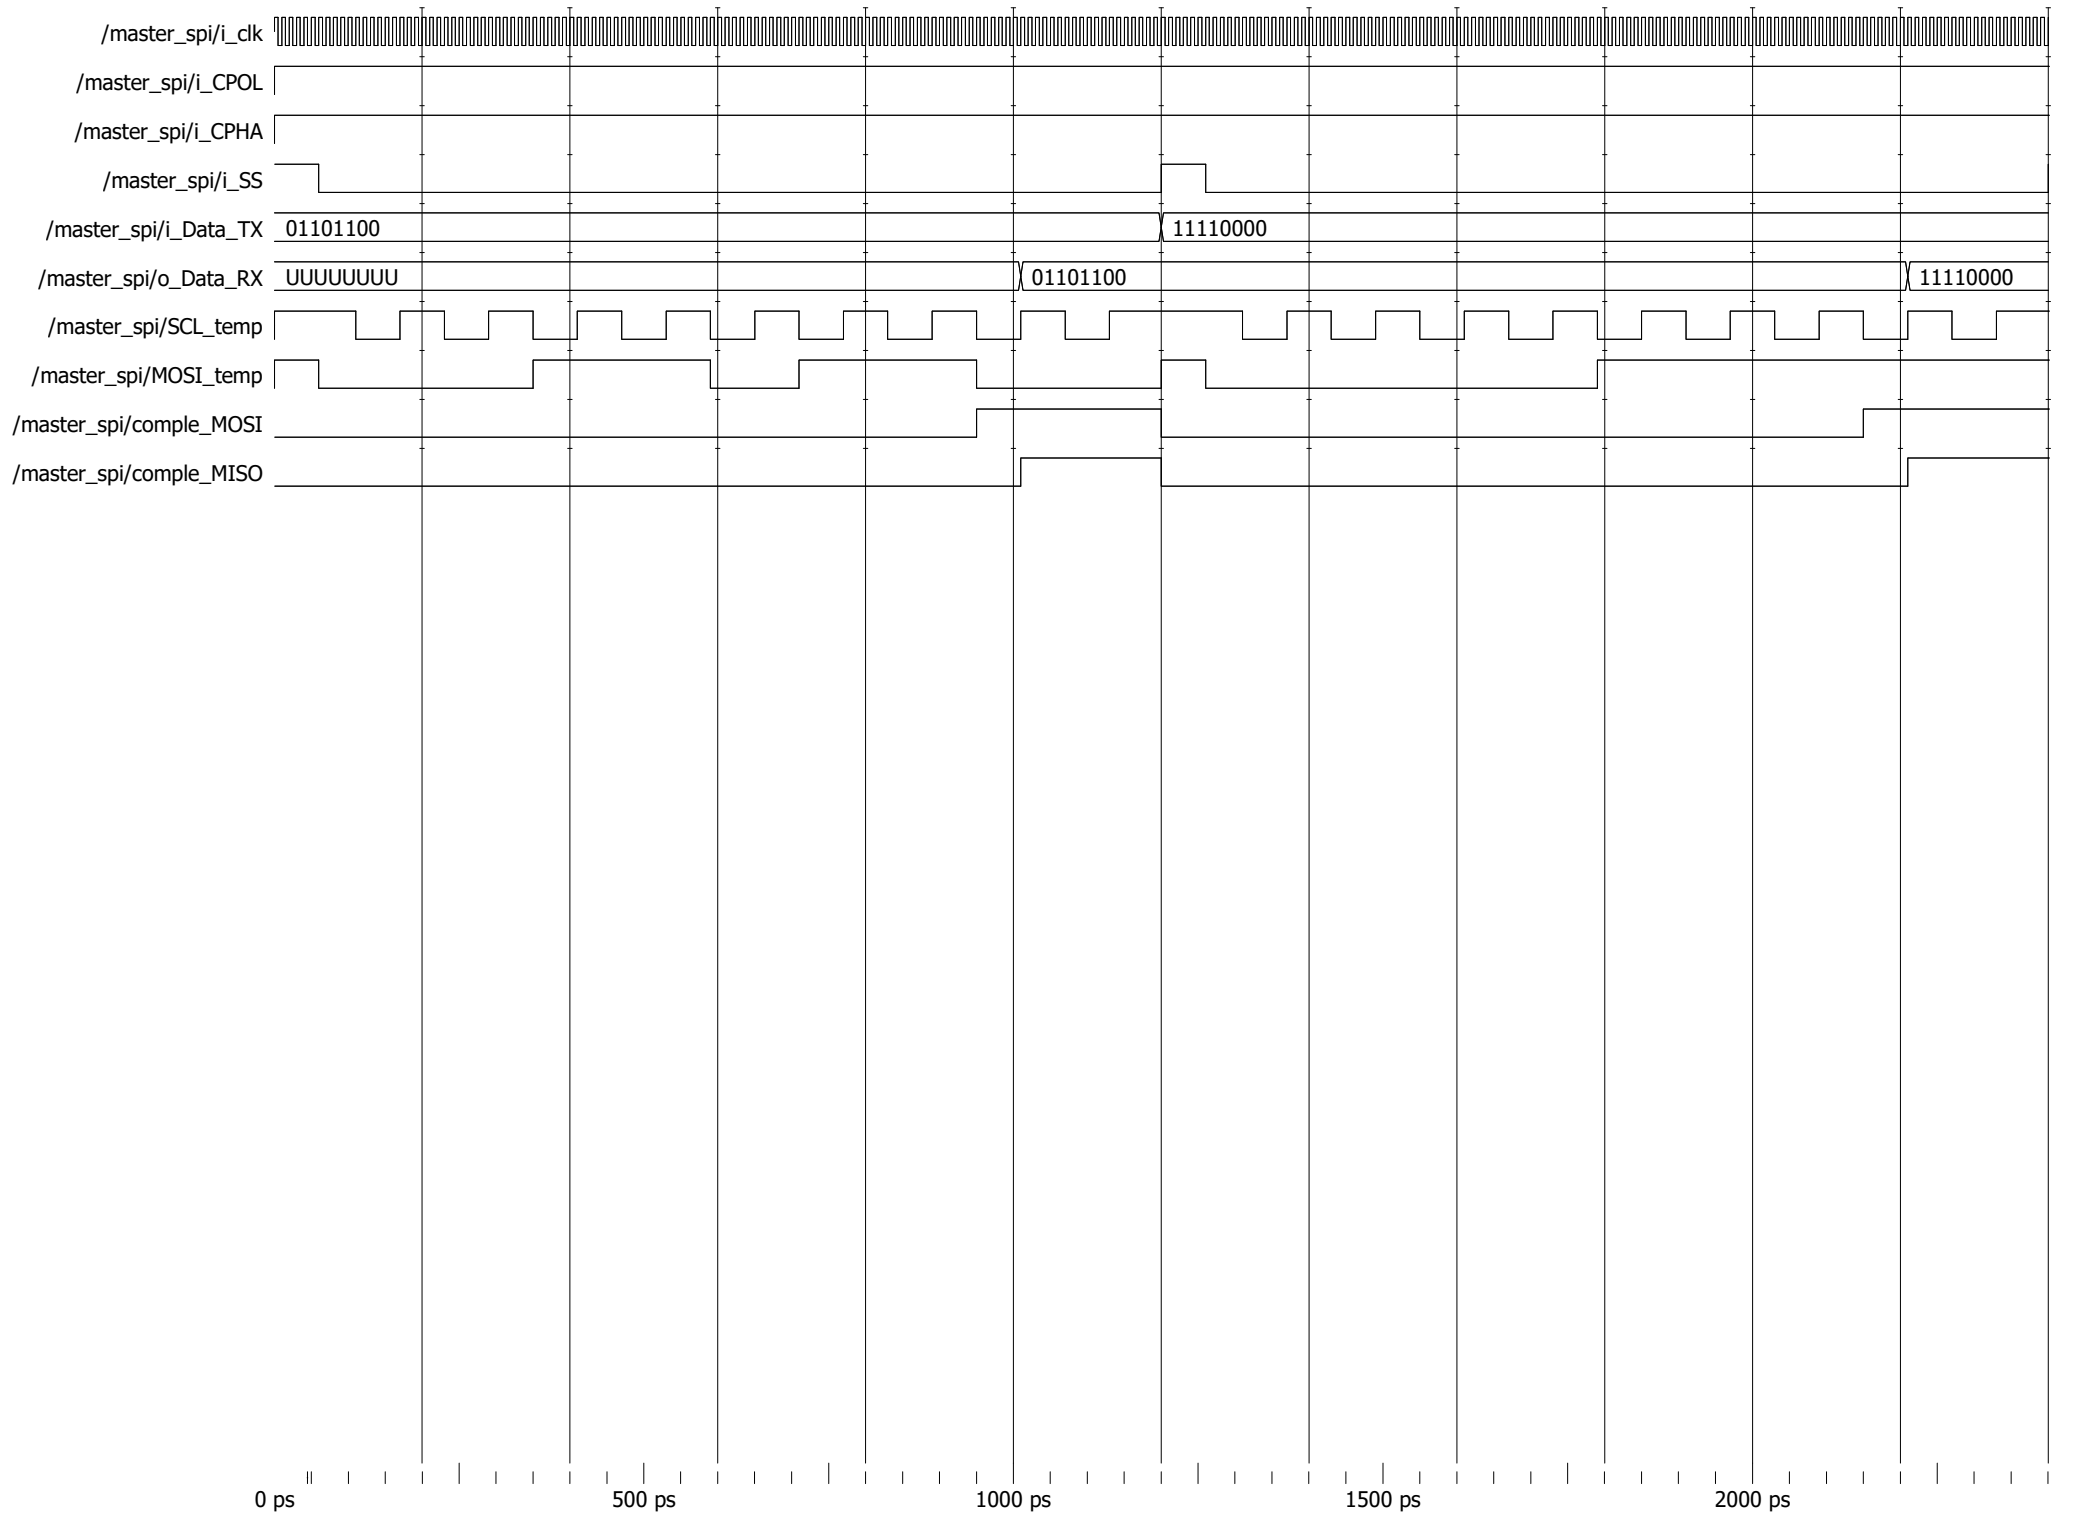 /master_spi/i_clk
/master_spi/i_CPOL
/master_spi/i_CPHA
/master_spi/i_SS
/master_spi/i_Data_TX 01101100 11110000
/master_spi/o_Data_RX UUUUUUUU 01101100 11110000
/master_spi/SCL_temp
/master_spi/MOSI_temp
/master_spi/comple_MOSI
/master_spi/comple_MISO
0 ps 500 ps 1000 ps 1500 ps 2000 ps